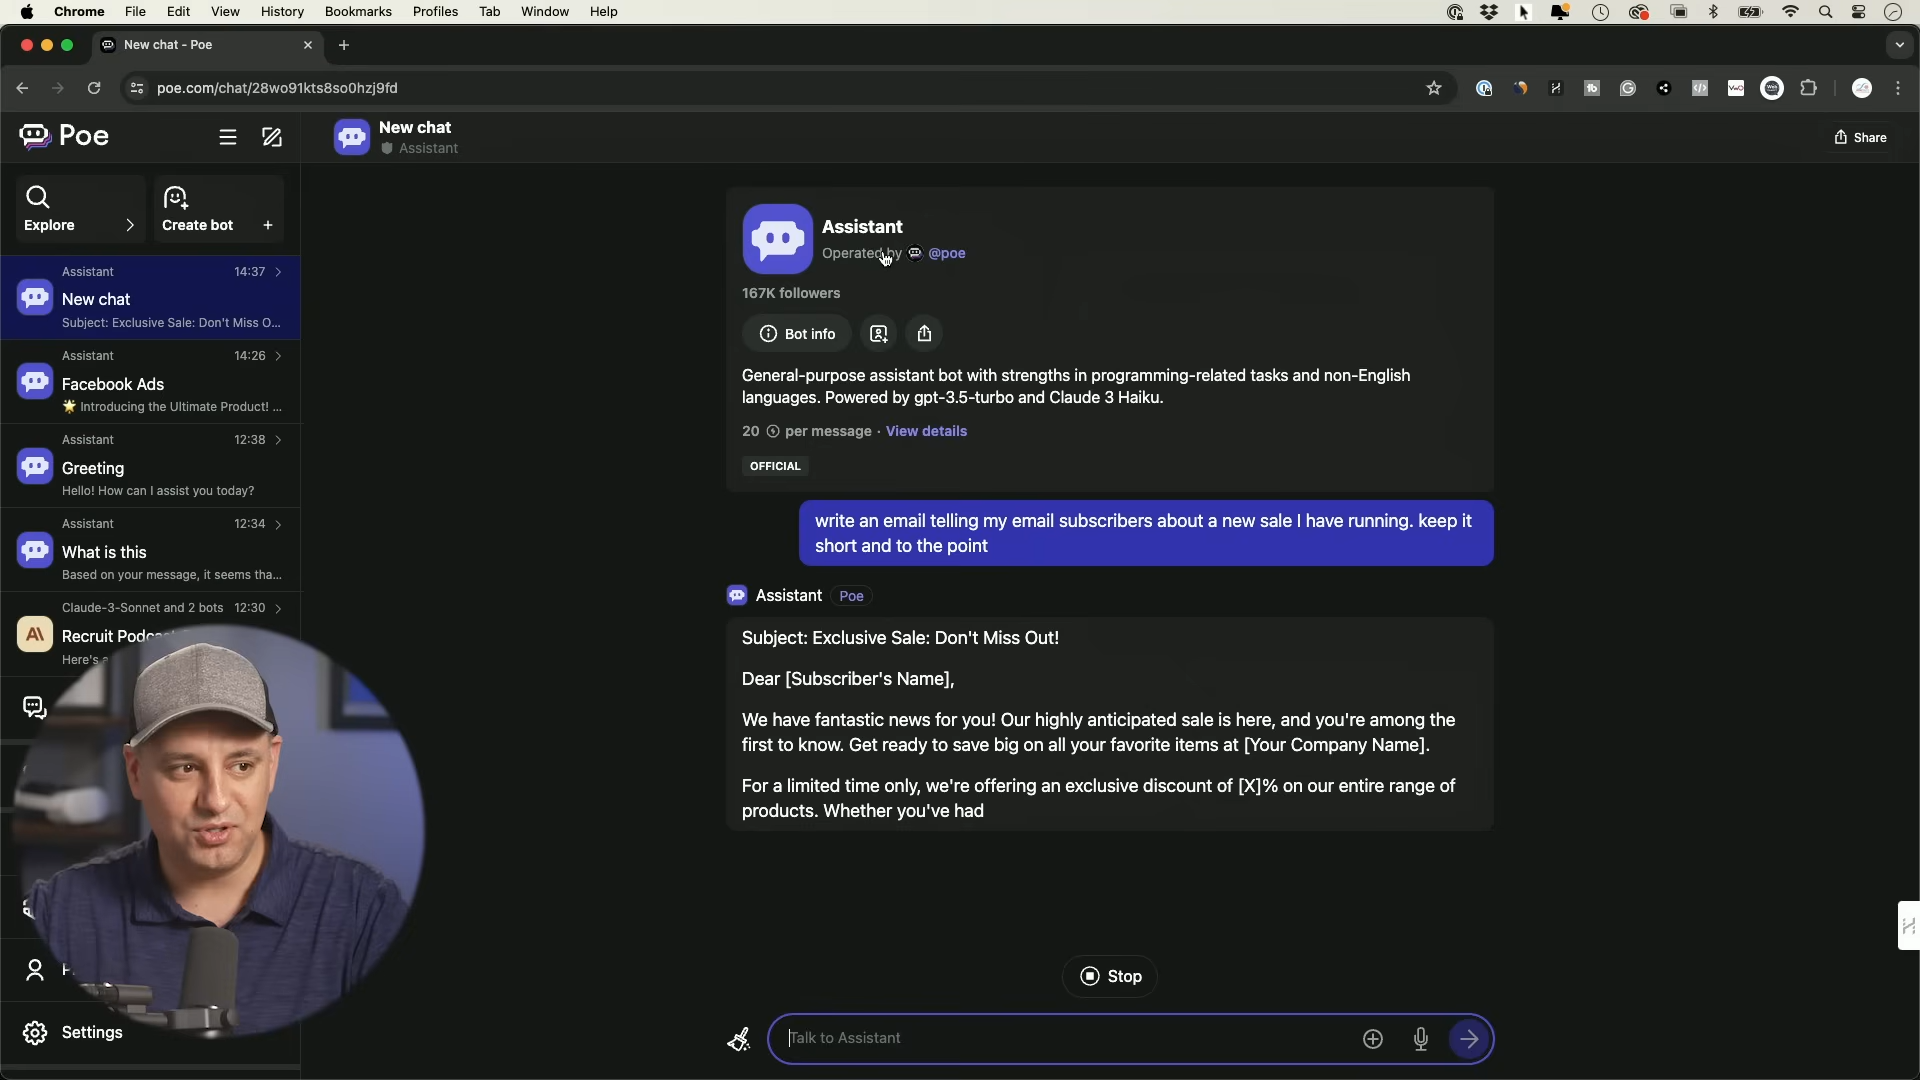 Chrome File Edit View History Bookmarks Profiles Tab Window Help
New chat - Poe
poe.com/chat/28wo91kts8so0hzj9fd
Poe
New chat
Assistant
Share
Explore
Create bot
Assistant 14:37
New chat
Subject: Exclusive Sale: Don't Miss O...
Assistant 14:26
Facebook Ads
🌟 Introducing the Ultimate Product! ...
Assistant 12:38
Greeting
Hello! How can I assist you today?
Assistant 12:34
What is this
Based on your message, it seems tha...
Claude-3-Sonnet and 2 bots 12:30
Recruit
Here's
Settings
Assistant
Operated by @poe
167K followers
Bot info
General-purpose assistant bot with strengths in programming-related tasks and non-English
languages. Powered by gpt-3.5-turbo and Claude 3 Haiku.
20 per message · View details
OFFICIAL
write an email telling my email subscribers about a new sale I have running. keep it
short and to the point
Assistant Poe
Subject: Exclusive Sale: Don't Miss Out!
Dear [Subscriber's Name],
We have fantastic news for you! Our highly anticipated sale is here, and you're among the
first to know. Get ready to save big on all your favorite items at [Your Company Name].
For a limited time only, we're offering an exclusive discount of [X]% on our entire range of
products. Whether you've had
Stop
Talk to Assistant